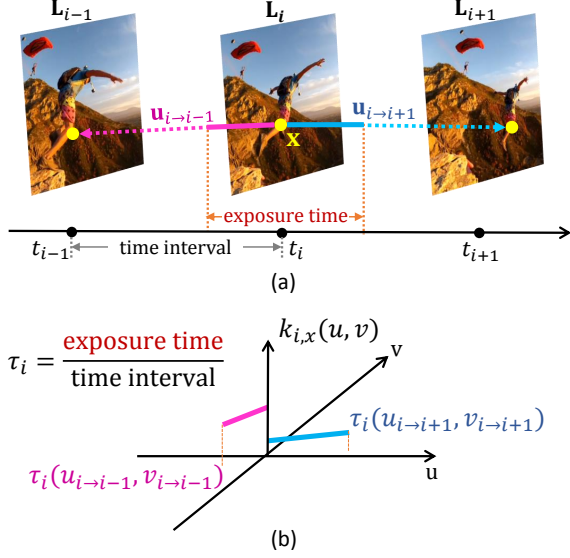 L_{i−1} L_i L_{i+1}
u_{i→i−1} u_{i→i+1}
x
exposure time
time interval
t_{i−1} t_i t_{i+1}
(a)
k_{i,x}(u, v)
v
τ_i = exposure time / time interval
τ_i(u_{i→i+1}, v_{i→i+1})
u
τ_i(u_{i→i−1}, v_{i→i−1})
(b)